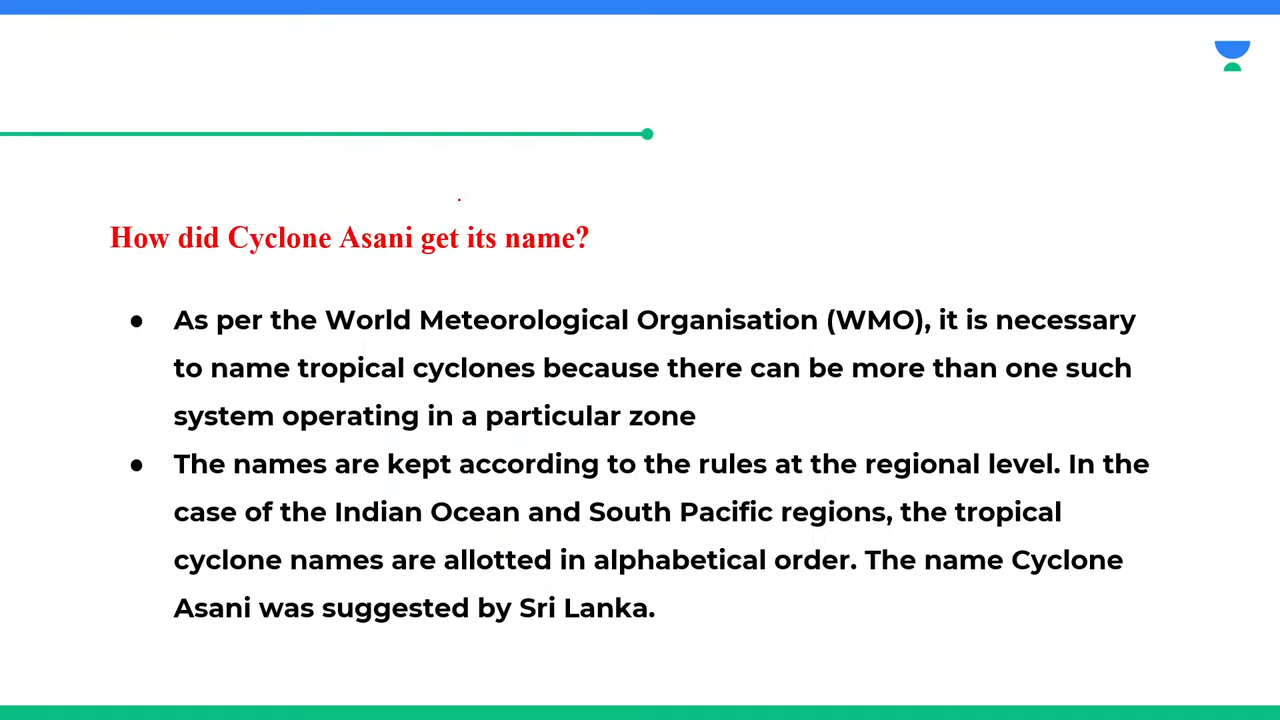 How did Cyclone Asani get its name?
● As per the World Meteorological Organisation (WMO), it is necessary
to name tropical cyclones because there can be more than one such
system operating in a particular zone
● The names are kept according to the rules at the regional level. In the
case of the Indian Ocean and South Pacific regions, the tropical
cyclone names are allotted in alphabetical order. The name Cyclone
Asani was suggested by Sri Lanka.